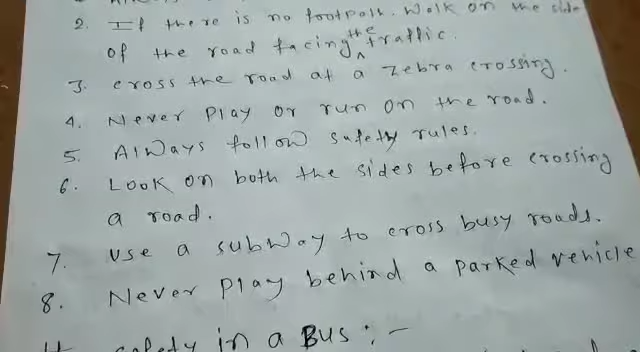 2. If there is no footpath. Walk on the side
of the road facing the traffic.
3. cross the road at a zebra crossing.
4. Never play or run on the road.
5. Always follow safety rules.
6. Look on both the sides before crossing
a road.
7. Use a subway to cross busy roads.
8. Never play behind a parked vehicle
safety in a Bus : -